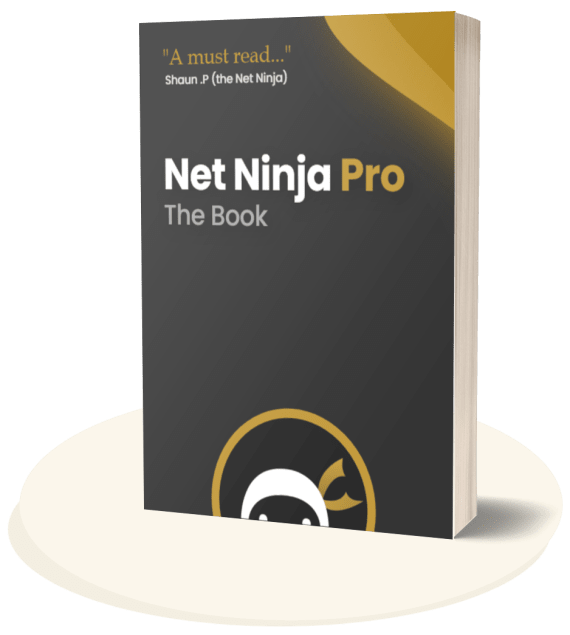 "A must read..."
Shaun .P (the Net Ninja)
Net Ninja Pro
The Book